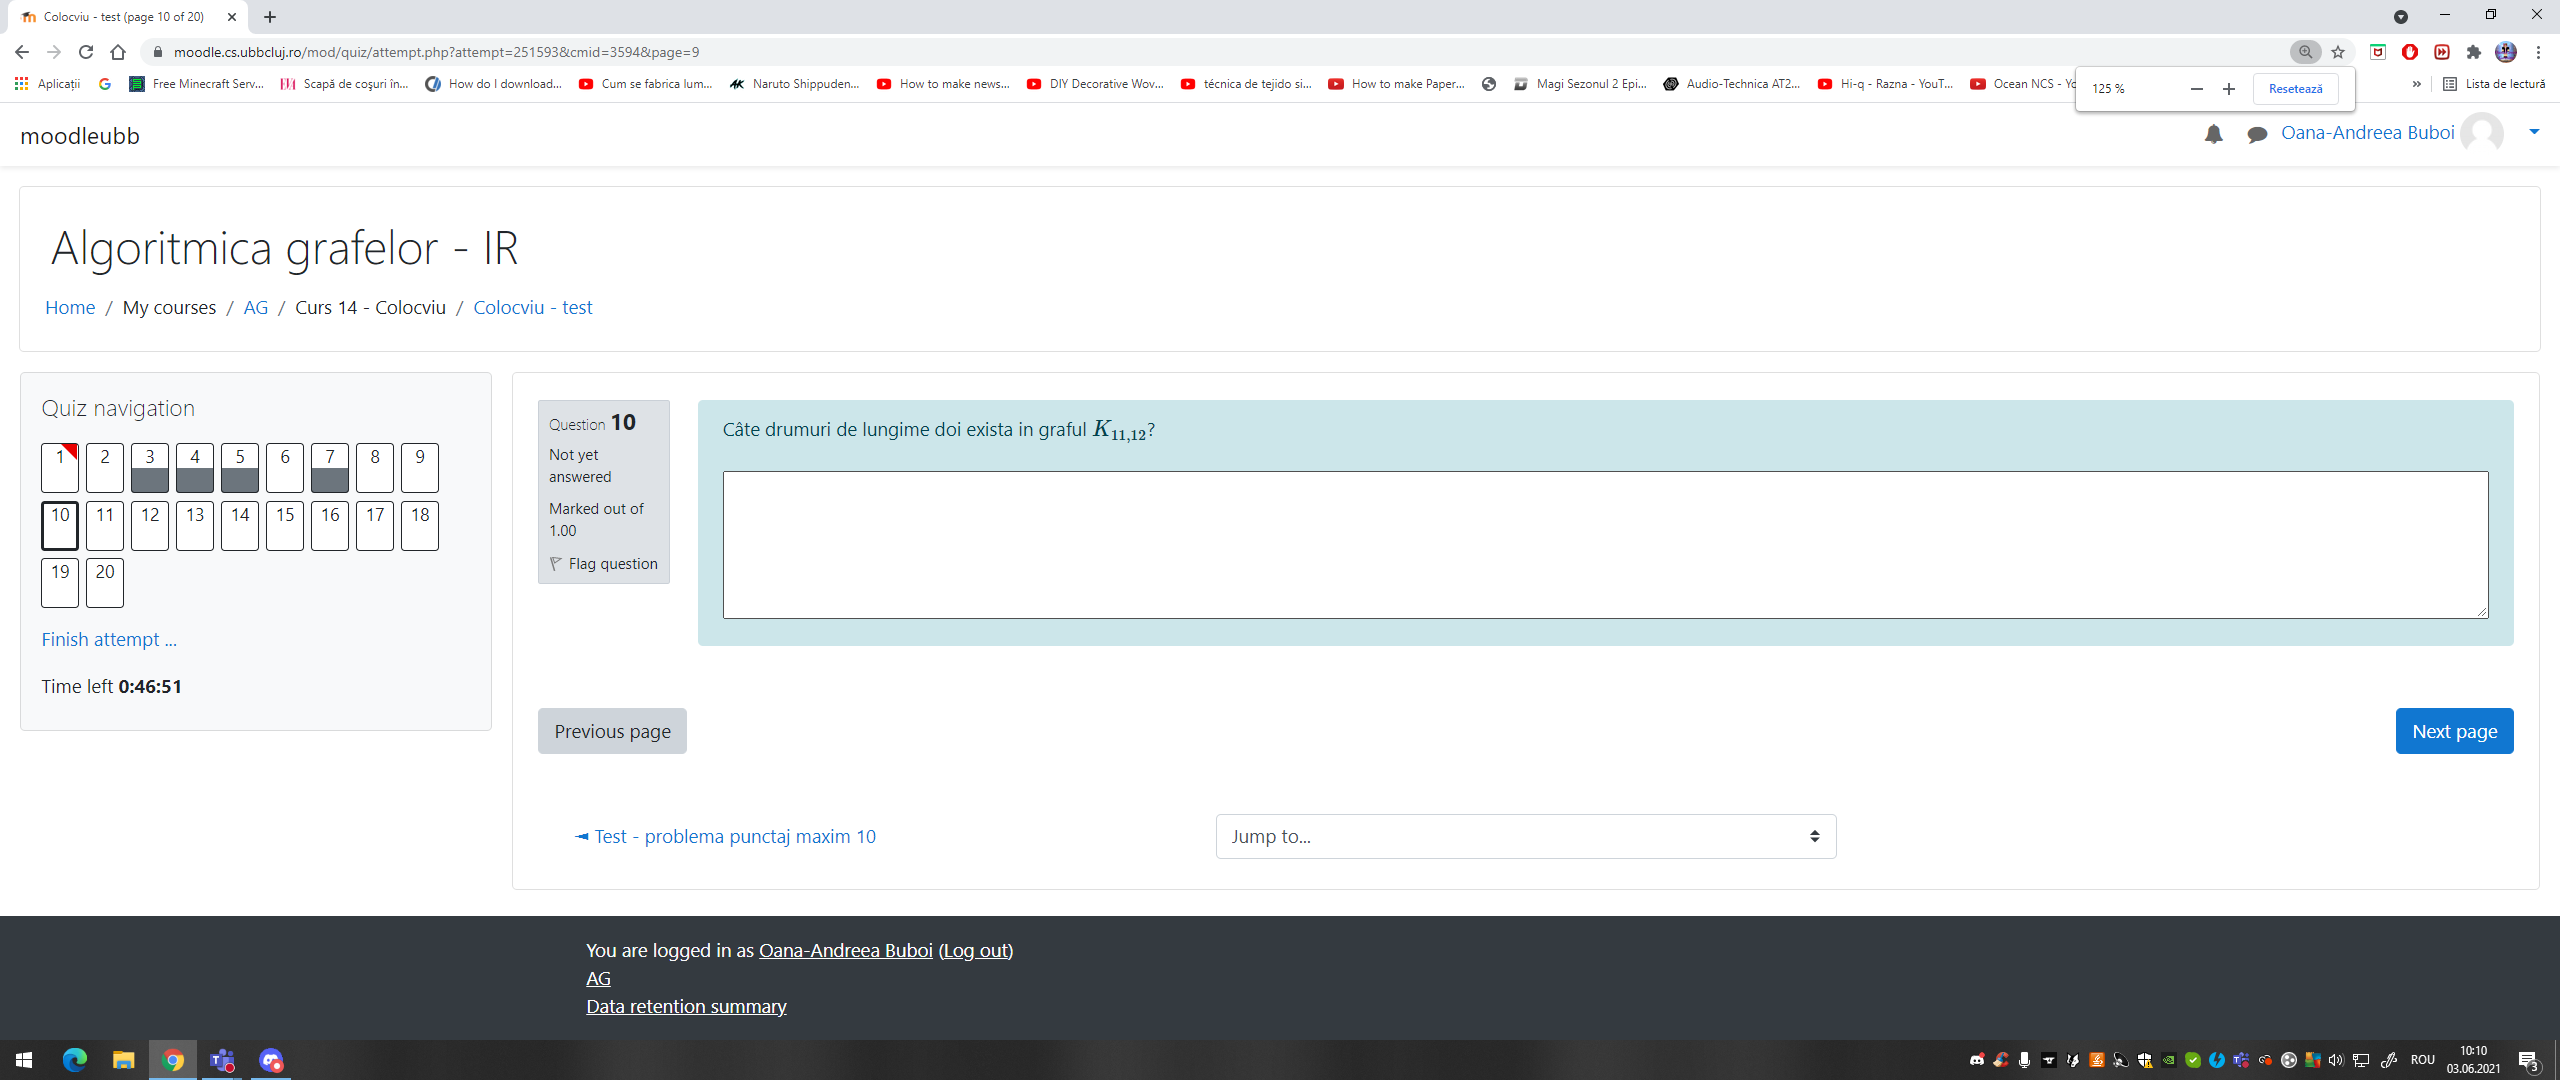 Colocviu - test (page 10 of 20)
moodle.cs.ubbcluj.ro/mod/quiz/attempt.php?attempt=251593&cmid=3594&page=9
Aplicații
Free Minecraft Serv...
Scapă de coșuri în...
How do I download...
Cum se fabrica lum...
Naruto Shippuden...
How to make news...
DIY Decorative Wov...
técnica de tejido si...
How to make Paper...
Magi Sezonul 2 Epi...
Audio-Technica AT2...
Hi-q - Razna - YouT...
Ocean NCS - Yo
»
Lista de lectură
125 %
Resetează
moodleubb
Oana-Andreea Buboi
Algoritmica grafelor - IR
Home / My courses / AG / Curs 14 - Colocviu / Colocviu - test
Quiz navigation
1 2 3 4 5 6 7 8 9
10 11 12 13 14 15 16 17 18
19 20
Finish attempt ...
Time left 0:46:51
Question 10
Not yet
answered
Marked out of
1.00
Flag question
Câte drumuri de lungime doi exista in graful K11,12?
Previous page
Next page
◄ Test - problema punctaj maxim 10
Jump to...
You are logged in as Oana-Andreea Buboi (Log out)
AG
Data retention summary
ROU
10:10
03.06.2021
3